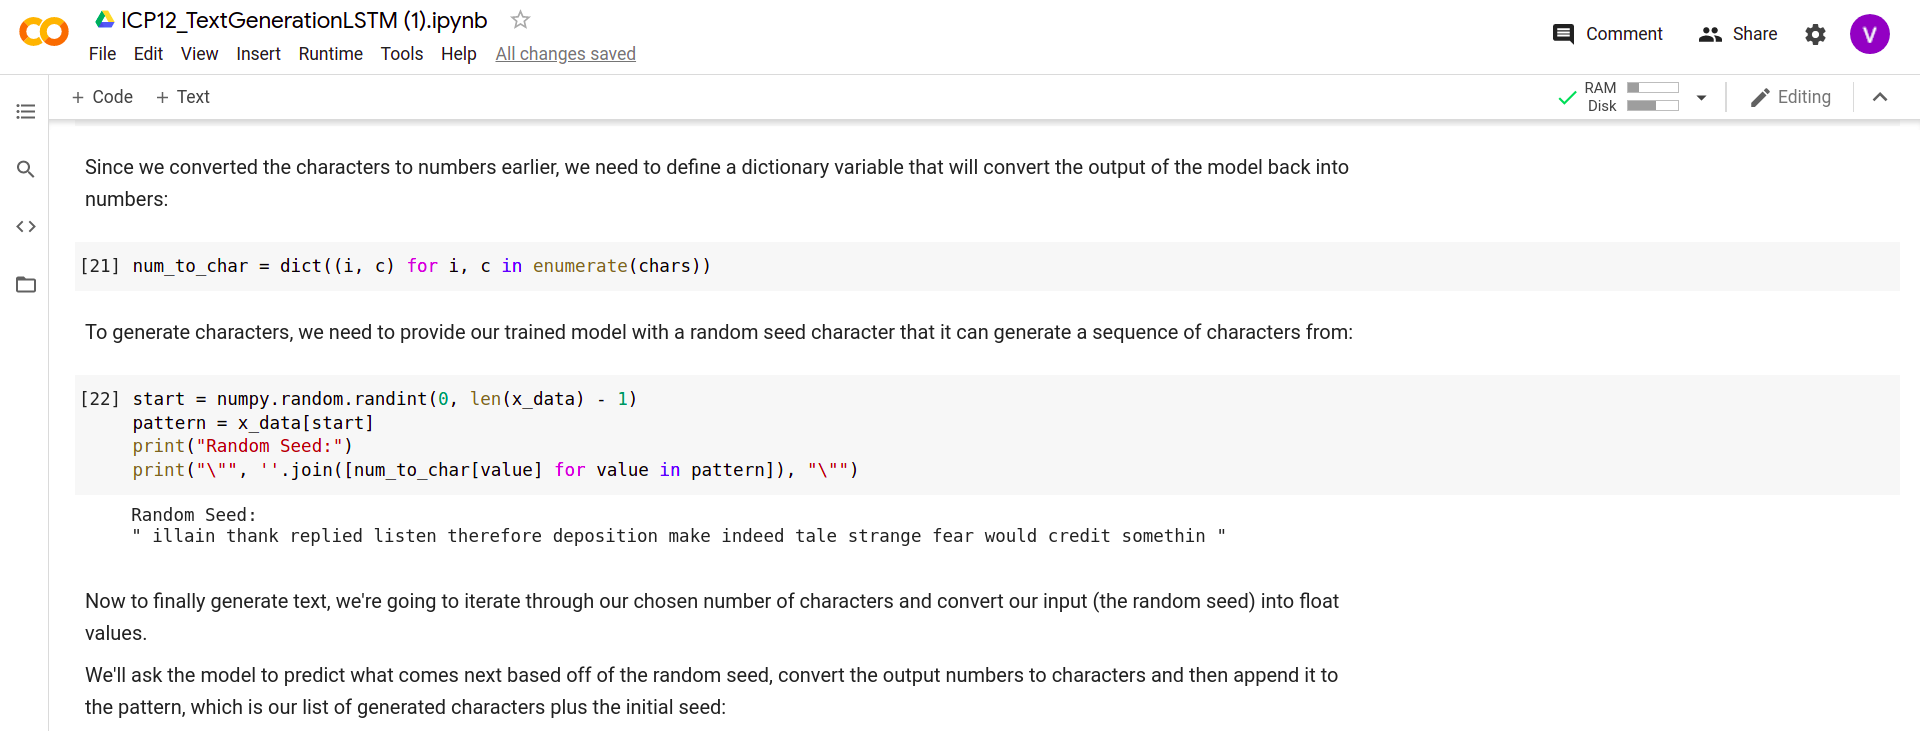 ICP12_TextGenerationLSTM (1).ipynb
File Edit View Insert Runtime Tools Help All changes saved
Comment Share V
+ Code + Text
RAM
Disk
Editing
Since we converted the characters to numbers earlier, we need to define a dictionary variable that will convert the output of the model back into
numbers:
[21] num_to_char = dict((i, c) for i, c in enumerate(chars))
To generate characters, we need to provide our trained model with a random seed character that it can generate a sequence of characters from:
[22] start = numpy.random.randint(0, len(x_data) - 1)
pattern = x_data[start]
print("Random Seed:")
print("\"", ''.join([num_to_char[value] for value in pattern]), "\"")
Random Seed:
" illain thank replied listen therefore deposition make indeed tale strange fear would credit somethin "
Now to finally generate text, we're going to iterate through our chosen number of characters and convert our input (the random seed) into float
values.
We'll ask the model to predict what comes next based off of the random seed, convert the output numbers to characters and then append it to
the pattern, which is our list of generated characters plus the initial seed: